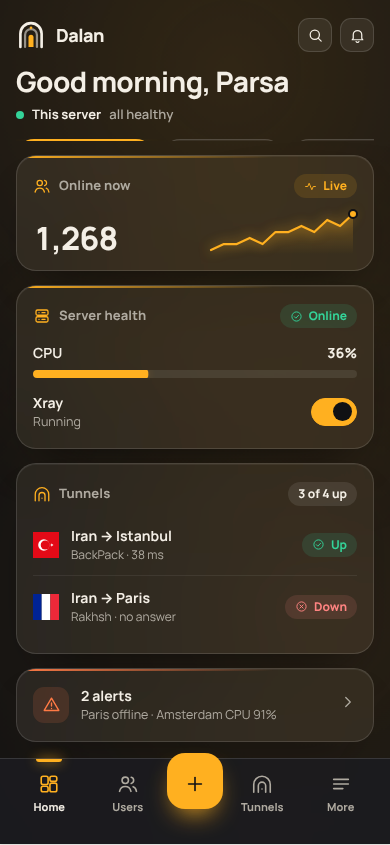 Dalan
Good morning, Parsa
This server all healthy
Online now
Live
1,268
Server health
Online
CPU
36%
Xray
Running
Tunnels
3 of 4 up
Iran → Istanbul
BackPack · 38 ms
Up
Iran → Paris
Rakhsh · no answer
Down
2 alerts
Paris offline · Amsterdam CPU 91%
Home
Users
Tunnels
More